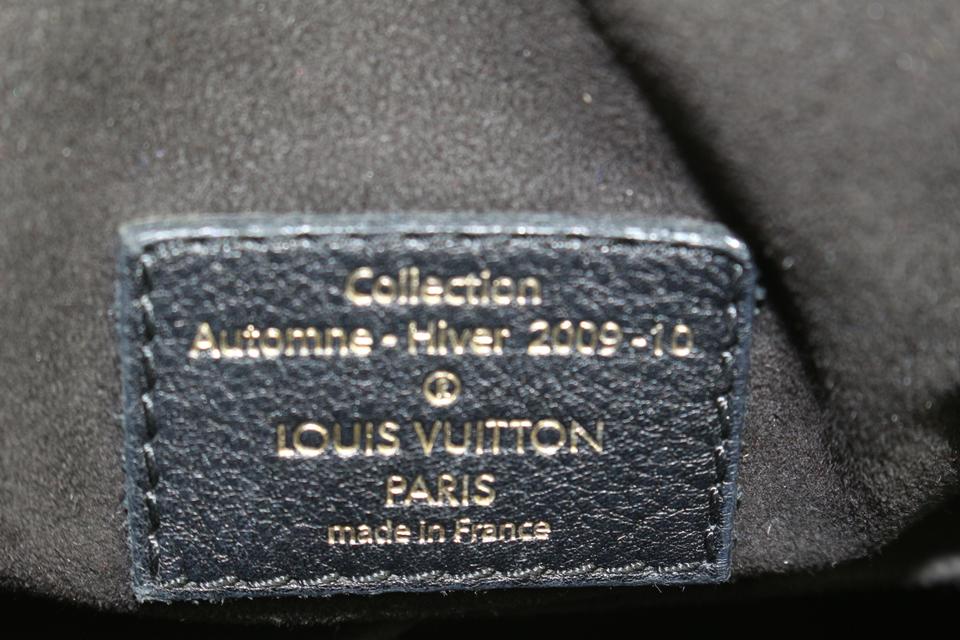 Collection
Automne - Hiver 2009-10
®
LOUIS VUITTON
PARIS
made in France